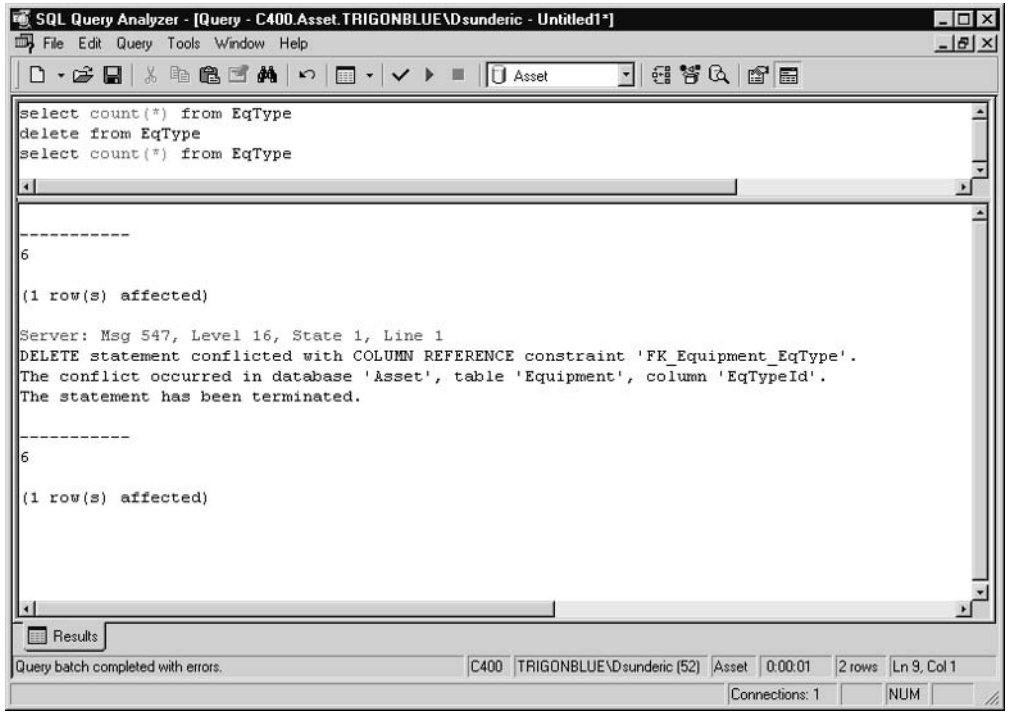 SQL Query Analyzer - [Query - C400.Asset.TRIGONBLUE\Dsunderic - Untitled1*]
File Edit Query Tools Window Help
Asset
select count(*) from EqType
delete from EqType
select count(*) from EqType
-----------
6
(1 row(s) affected)
Server: Msg 547, Level 16, State 1, Line 1
DELETE statement conflicted with COLUMN REFERENCE constraint 'FK_Equipment_EqType'.
The conflict occurred in database 'Asset', table 'Equipment', column 'EqTypeId'.
The statement has been terminated.
-----------
6
(1 row(s) affected)
Results
Query batch completed with errors. C400 TRIGONBLUE\Dsunderic (52) Asset 0:00:01 2 rows Ln 9, Col 1
Connections: 1 NUM